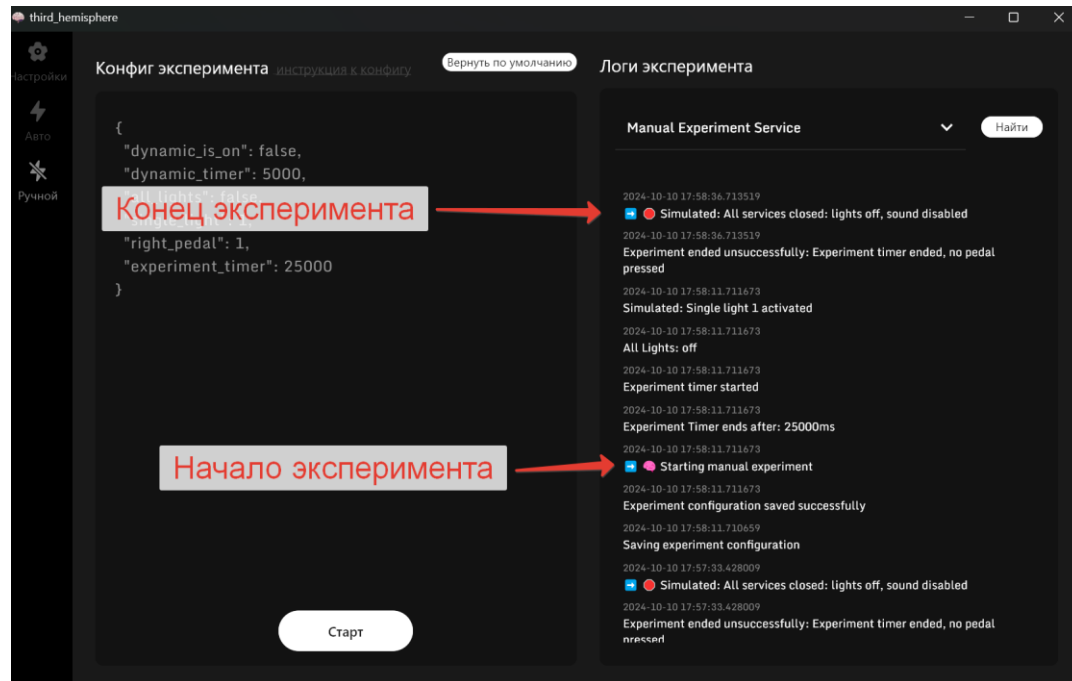 third_hemisphere
Настройки
Авто
Ручной
Конфиг эксперимента инструкция к конфигу
Вернуть по умолчанию
{
"dynamic_is_on": false,
"dynamic_timer": 5000,
"all_lights": false,
Конец эксперимента
"single_light": 1,
"right_pedal": 1,
"experiment_timer": 25000
}
Начало эксперимента
Старт
Логи эксперимента
Manual Experiment Service
Найти
2024-10-10 17:58:36.713519
Simulated: All services closed: lights off, sound disabled
2024-10-10 17:58:36.713519
Experiment ended unsuccessfully: Experiment timer ended, no pedal
pressed
2024-10-10 17:58:11.711673
Simulated: Single light 1 activated
2024-10-10 17:58:11.711673
All Lights: off
2024-10-10 17:58:11.711673
Experiment timer started
2024-10-10 17:58:11.711673
Experiment Timer ends after: 25000ms
2024-10-10 17:58:11.711673
Starting manual experiment
2024-10-10 17:58:11.711673
Experiment configuration saved successfully
2024-10-10 17:58:11.710659
Saving experiment configuration
2024-10-10 17:57:33.428009
Simulated: All services closed: lights off, sound disabled
2024-10-10 17:57:33.428009
Experiment ended unsuccessfully: Experiment timer ended, no pedal
pressed